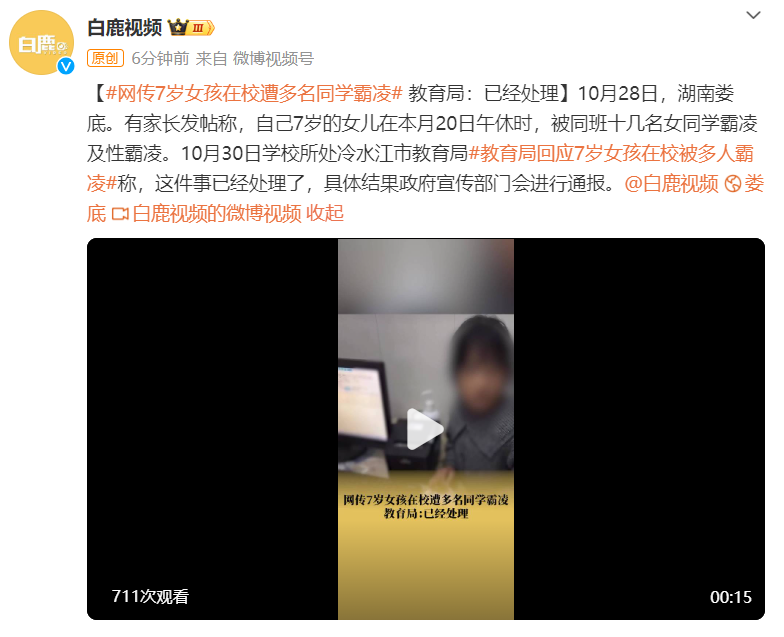 白鹿
白鹿视频 III
原创 6分钟前 来自 微博视频号
【#网传7岁女孩在校遭多名同学霸凌# 教育局：已经处理】10月28日，湖南娄
底。有家长发帖称，自己7岁的女儿在本月20日午休时，被同班十几名女同学霸凌
及性霸凌。10月30日学校所处冷水江市教育局#教育局回应7岁女孩在校被多人霸
凌#称，这件事已经处理了，具体结果政府宣传部门会进行通报。@白鹿视频 娄
底 白鹿视频的微博视频 收起
网传7岁女孩在校遭多名同学霸凌
教育局:已经处理
711次观看 00:15